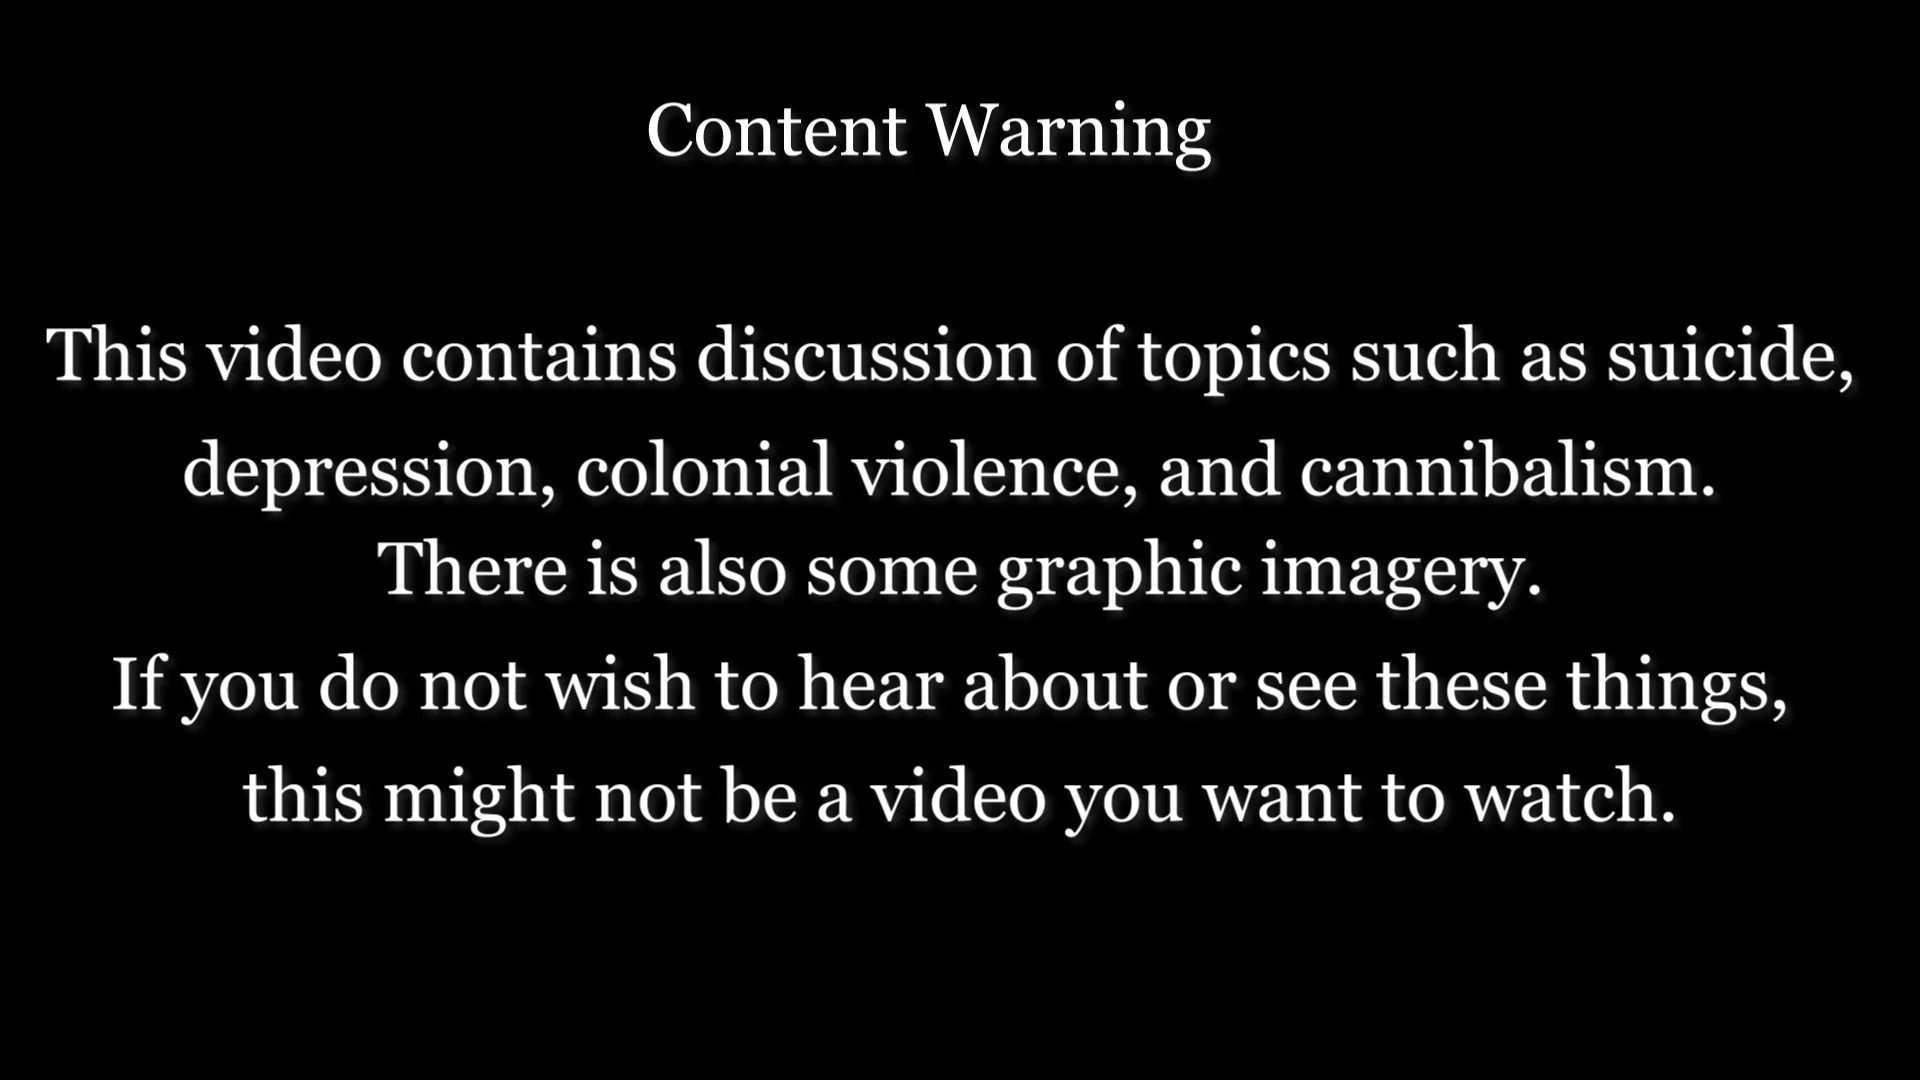 Content Warning
This video contains discussion of topics such as suicide,
depression, colonial violence, and cannibalism.
There is also some graphic imagery.
If you do not wish to hear about or see these things,
this might not be a video you want to watch.